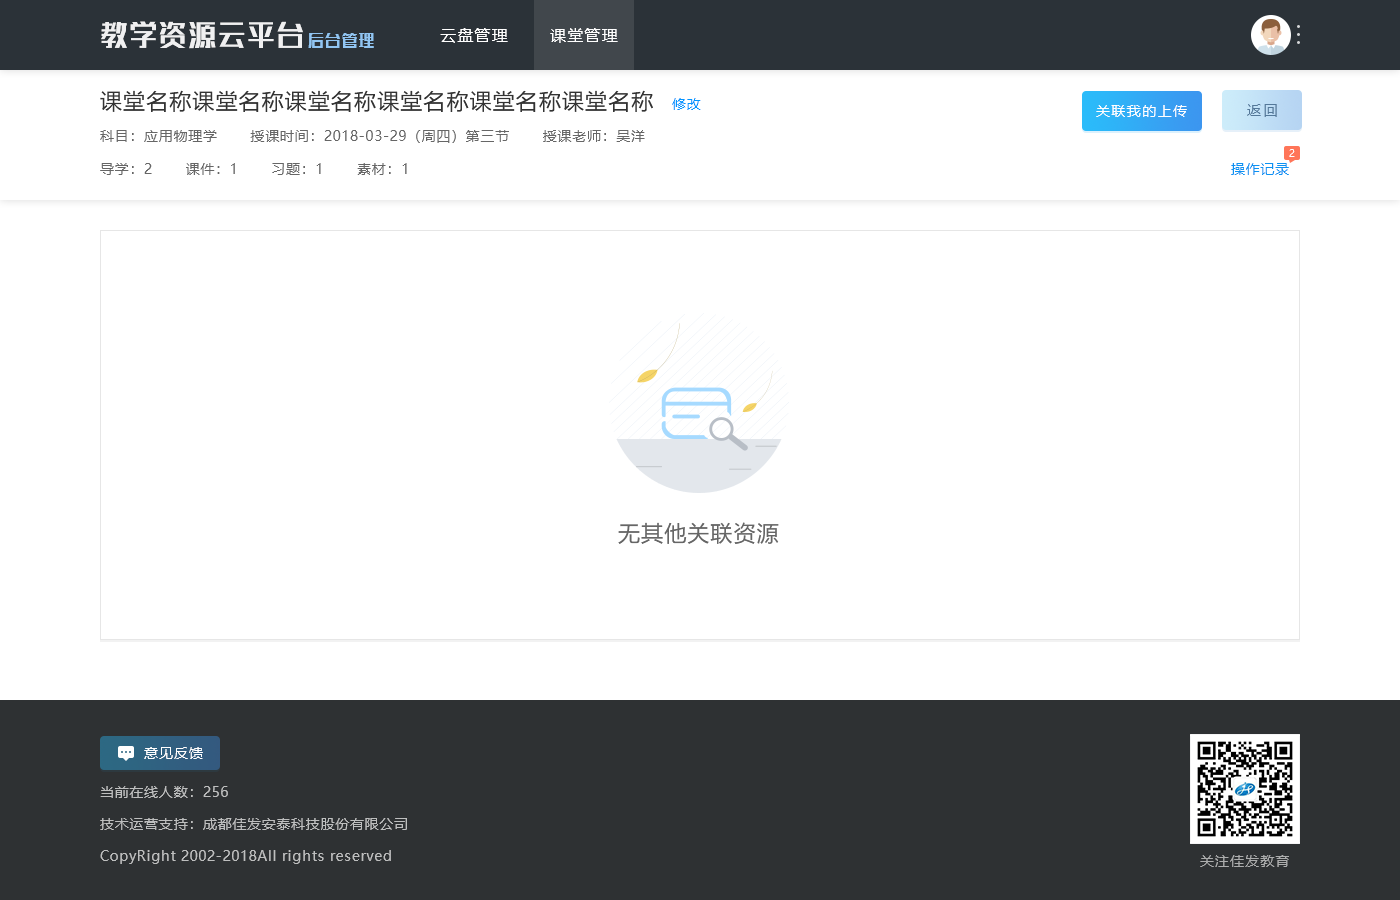 教学资源云平台 后台管理 云盘管理 课堂管理
课堂名称课堂名称课堂名称课堂名称课堂名称课堂名称 修改 关联我的上传 返回
科目：应用物理学 授课时间：2018-03-29（周四）第三节 授课老师：吴洋
2
导学：2 课件：1 习题：1 素材：1 操作记录
无其他关联资源
意见反馈
当前在线人数：256
技术运营支持：成都佳发安泰科技股份有限公司
CopyRight 2002-2018All rights reserved
关注佳发教育